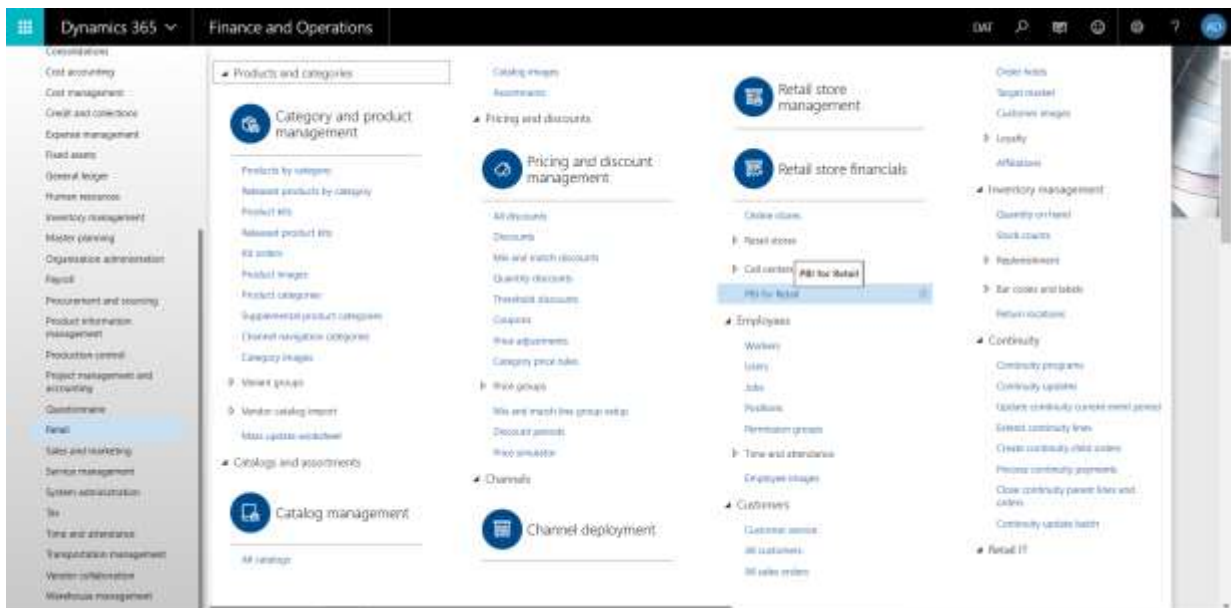 Dynamics 365
Finance and Operations
DAT
?
AD
Consolidations
Cost accounting
Cost management
Credit and collections
Expense management
Fixed assets
General ledger
Human resources
Inventory management
Master planning
Organization administration
Payroll
Procurement and sourcing
Product information
management
Production control
Project management and
accounting
Questionnaire
Retail
Sales and marketing
Service management
System administration
Tax
Time and attendance
Transportation management
Vendor collaboration
Warehouse management
Products and categories
Category and product
management
Products by category
Released products by category
Product kits
Released product kits
Kit orders
Product images
Product categories
Supplemental product categories
Channel navigation categories
Category images
Variant groups
Vendor catalog import
Mass update worksheet
Catalogs and assortments
Catalog management
All catalogs
Catalog images
Assortments
Pricing and discounts
Pricing and discount
management
All discounts
Discounts
Mix and match discounts
Quantity discounts
Threshold discounts
Coupons
Price adjustments
Category price rules
Price groups
Mix and match line group setup
Discount periods
Price simulator
Channels
Channel deployment
Retail store
management
Retail store financials
Online stores
Retail stores
Call centers
PBI for Retail
PBI for Retail
Employees
Workers
Users
Jobs
Positions
Permission groups
Time and attendance
Employee images
Customers
Customer service
All customers
All sales orders
Order holds
Target market
Customer images
Loyalty
Affiliations
Inventory management
Quantity on hand
Stock counts
Replenishment
Bar codes and labels
Return locations
Continuity
Continuity programs
Continuity updates
Update continuity current event period
Extend continuity lines
Create continuity child orders
Process continuity payments
Close continuity parent lines and
orders
Continuity update batch
Retail IT